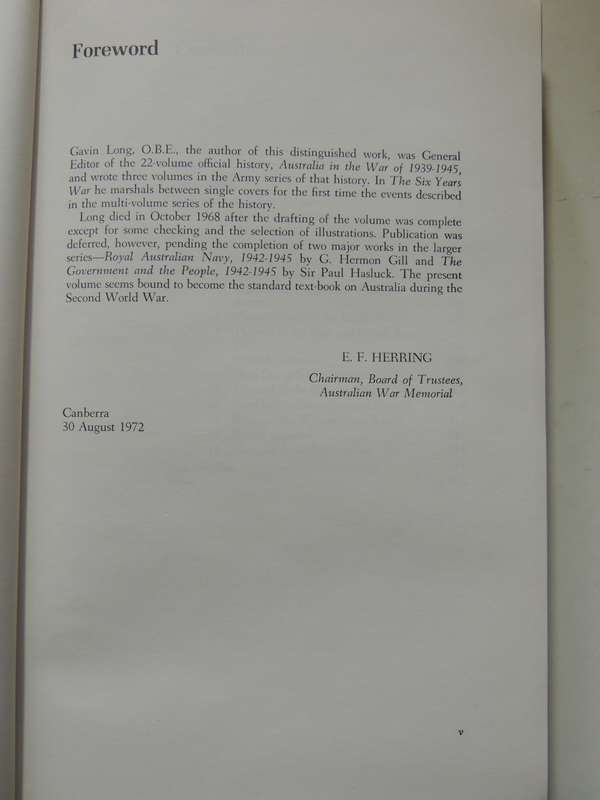 Foreword
Gavin Long, O.B.E., the author of this distinguished work, was General
Editor of the 22-volume official history, Australia in the War of 1939-1945,
and wrote three volumes in the Army series of that history. In The Six Years
War he marshals between single covers for the first time the events described
in the multi-volume series of the history.
Long died in October 1968 after the drafting of the volume was complete
except for some checking and the selection of illustrations. Publication was
deferred, however, pending the completion of two major works in the larger
series—Royal Australian Navy, 1942-1945 by G. Hermon Gill and The
Government and the People, 1942-1945 by Sir Paul Hasluck. The present
volume seems bound to become the standard text-book on Australia during the
Second World War.
E. F. HERRING
Chairman, Board of Trustees,
Australian War Memorial
Canberra
30 August 1972
v